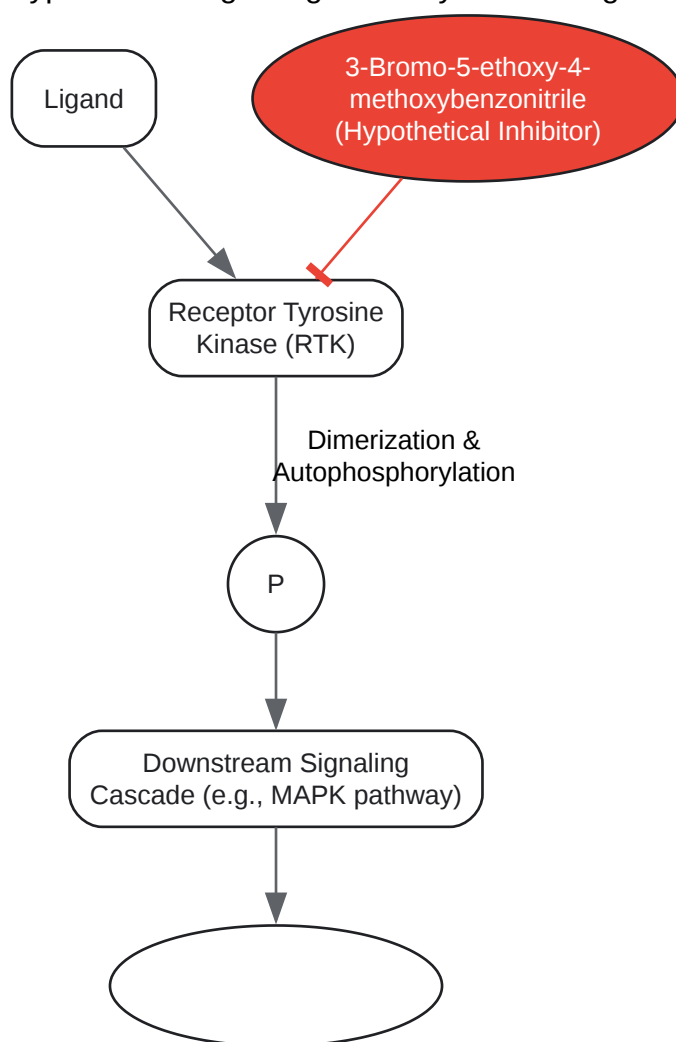 Ligand
3-Bromo-5-ethoxy-4-
methoxybenzonitrile
(Hypothetical Inhibitor)
Receptor Tyrosine
Kinase (RTK)
Dimerization &
Autophosphorylation
P
Downstream Signaling
Cascade (e.g., MAPK pathway)